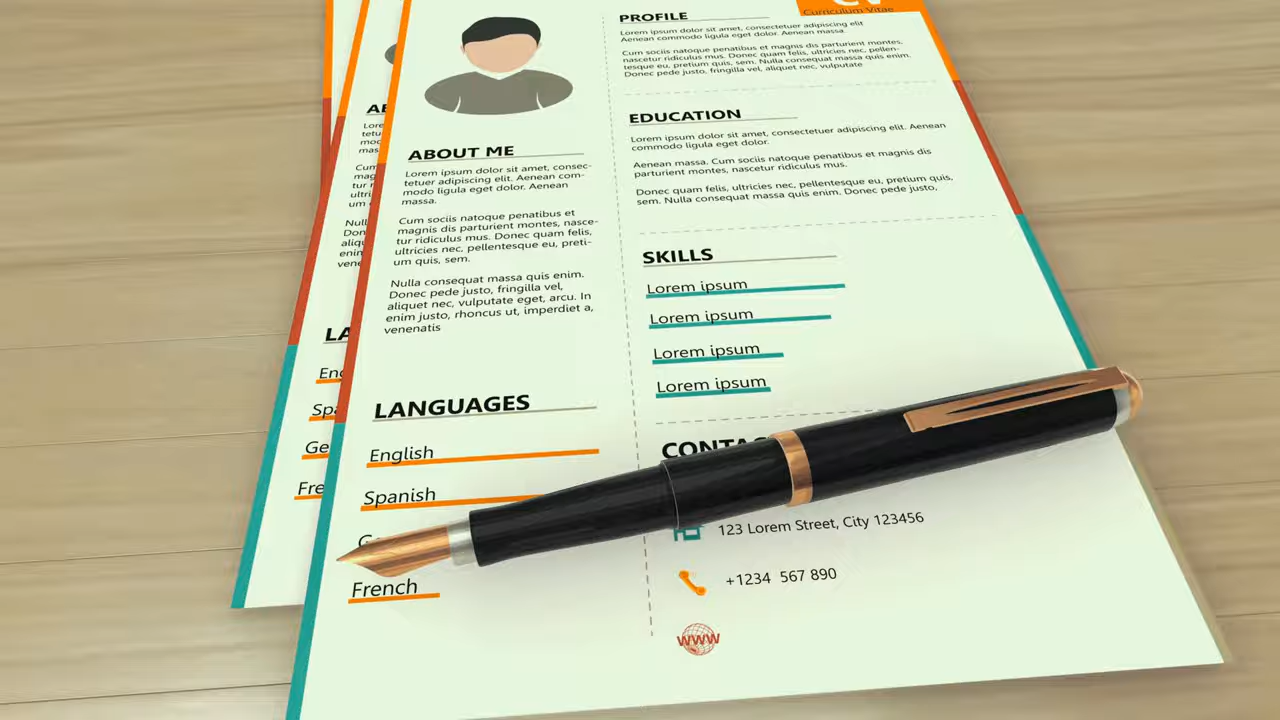 CV
Curriculum Vitae
PROFILE
Lorem ipsum dolor sit amet, consectetuer adipiscing elit
Aenean commodo ligula eget dolor. Aenean massa
Cum sociis natoque penatibus et magnis dis parturient montes,
nascetur ridiculus mus. Donec quam felis, ultricies nec, pellen-
tesque eu, pretium quis, sem. Nulla consequat massa quis enim.
Donec pede justo, fringilla vel, aliquet nec, vulputate
EDUCATION
Lorem ipsum dolor sit amet, consectetuer adipiscing elit. Aenean
commodo ligula eget dolor.
Aenean massa. Cum sociis natoque penatibus et magnis dis
parturient montes, nascetur ridiculus mus.
Donec quam felis, ultricies nec, pellentesque eu, pretium quis,
sem. Nulla consequat massa quis enim. Donec pede justo,
SKILLS
Lorem ipsum
Lorem ipsum
Lorem ipsum
Lorem ipsum
123 Lorem Street, City 123456
+1234 567 890
WWW
ABOUT ME
Lorem ipsum dolor sit amet, consec-
tetuer adipiscing elit. Aenean com-
modo ligula eget dolor. Aenean
massa.
Cum sociis natoque penatibus et
magnis dis parturient montes, nasce-
tur ridiculus mus. Donec quam felis,
ultricies nec, pellentesque eu, preti-
um quis, sem.
Nulla consequat massa quis enim.
Donec pede justo, fringilla vel,
aliquet nec, vulputate eget, arcu. In
enim justo, rhoncus ut, imperdiet a,
venenatis
LANGUAGES
English
Spanish
French